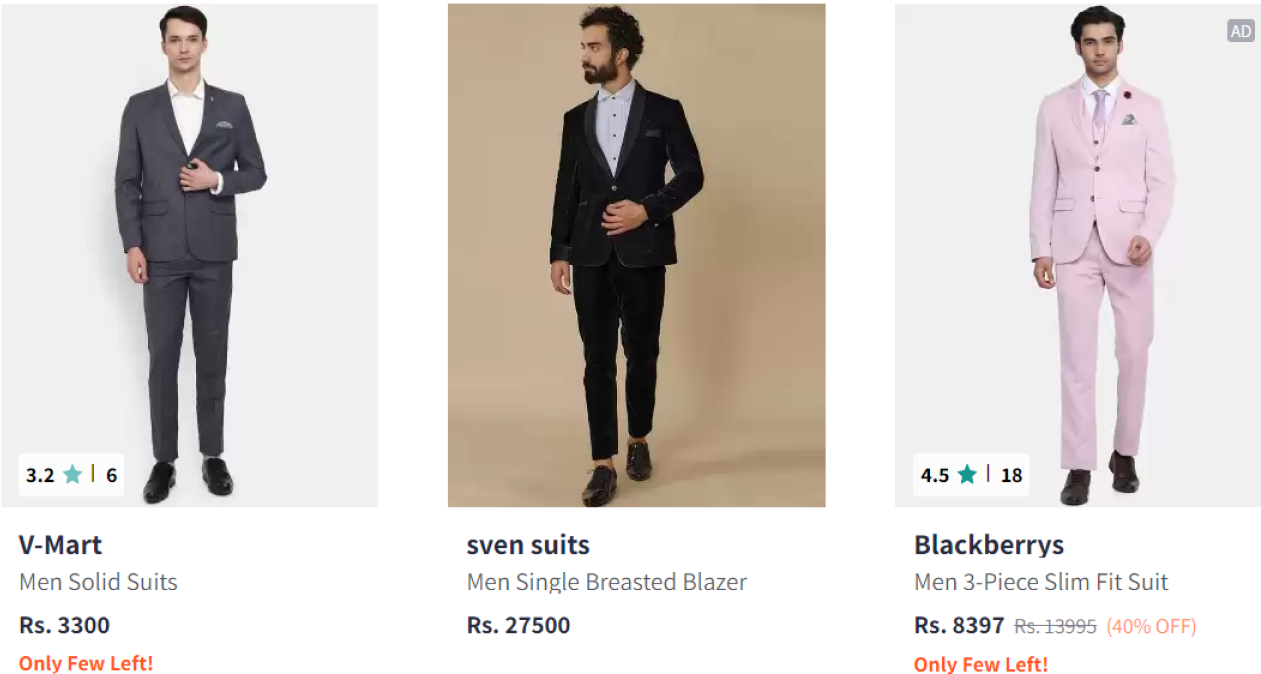 AD
3.2 ★ | 6
4.5 ★ | 18
V-Mart
Men Solid Suits
Rs. 3300
Only Few Left!
sven suits
Men Single Breasted Blazer
Rs. 27500
Blackberrys
Men 3-Piece Slim Fit Suit
Rs. 8397 Rs. 13995 (40% OFF)
Only Few Left!